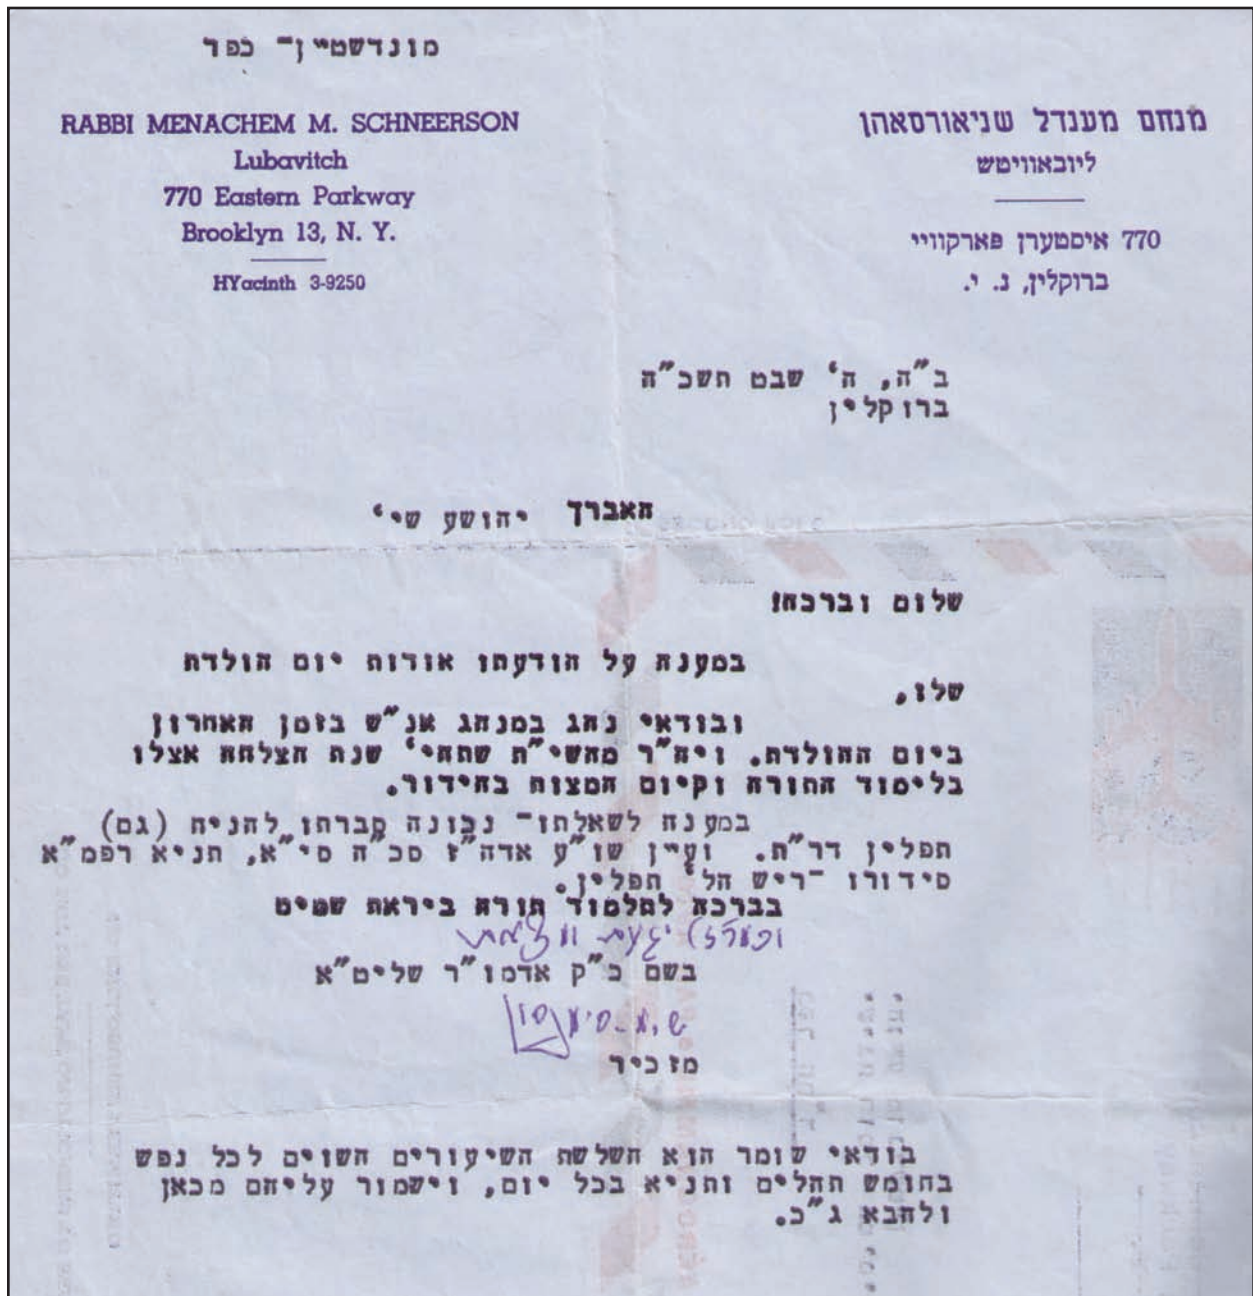 מונדשטיין- כפר
RABBI MENACHEM M. SCHNEERSON
Lubavitch
770 Eastern Parkway
Brooklyn 13, N. Y.
HYacinth 3-9250
מנחם מענדל שניאורסאהן
ליובאוויטש
770 איסטערן פארקוויי
ברוקלין, נ. י.
ב"ה, ה' שבט תשכ"ה
ברוקלין
האברך יהושע שי'
שלום וברכה!
במענה על הודעתו אודות יום הולדת
שלו,
ובודאי נהג במנהג אנ"ש בזמן האחרון
ביום ההולדת. ויה"ר מהשי"ת שתהי' שנת הצלחה אצלו
בלימוד התורה וקיום המצות בהידור.
במענה לשאלתו- נכונה סברתו להניח (גם)
תפלין דר"ת. ועיין שו"ע אדה"ז סכ"ה סי"א, תניא רפמ"א
סידורו -ריש הל' תפלין.
בברכה לתלמוד תורה ביראת שמים
בשם כ"ק אדמו"ר שליט"א
מזכיר
בודאי שומר הוא השלשת השיעורים השוים לכל נפש
בחומש תהלים ותניא בכל יום, וישמור עליהם מכאן
ולהבא ג"כ.